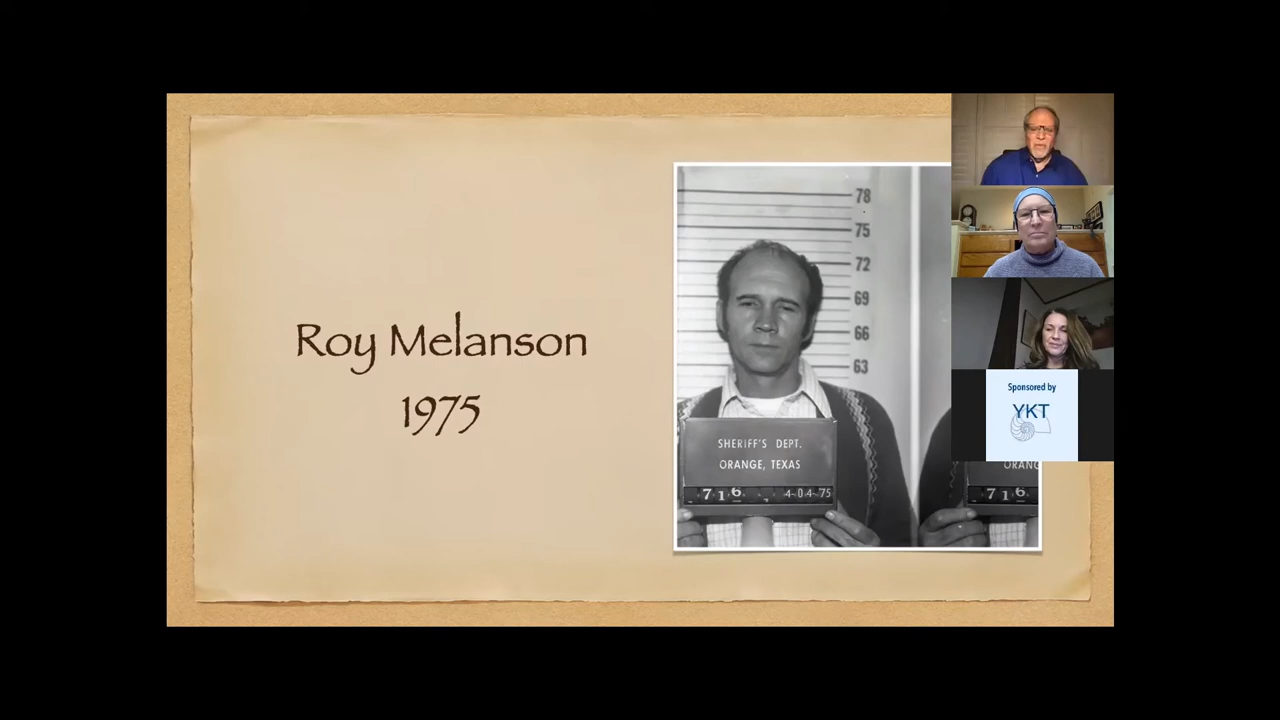 Roy Melanson
1975
78
75
72
69
66
63
SHERIFF'S DEPT.
ORANGE, TEXAS
716 4-04-75
ORANG
716
Sponsored by
YKT